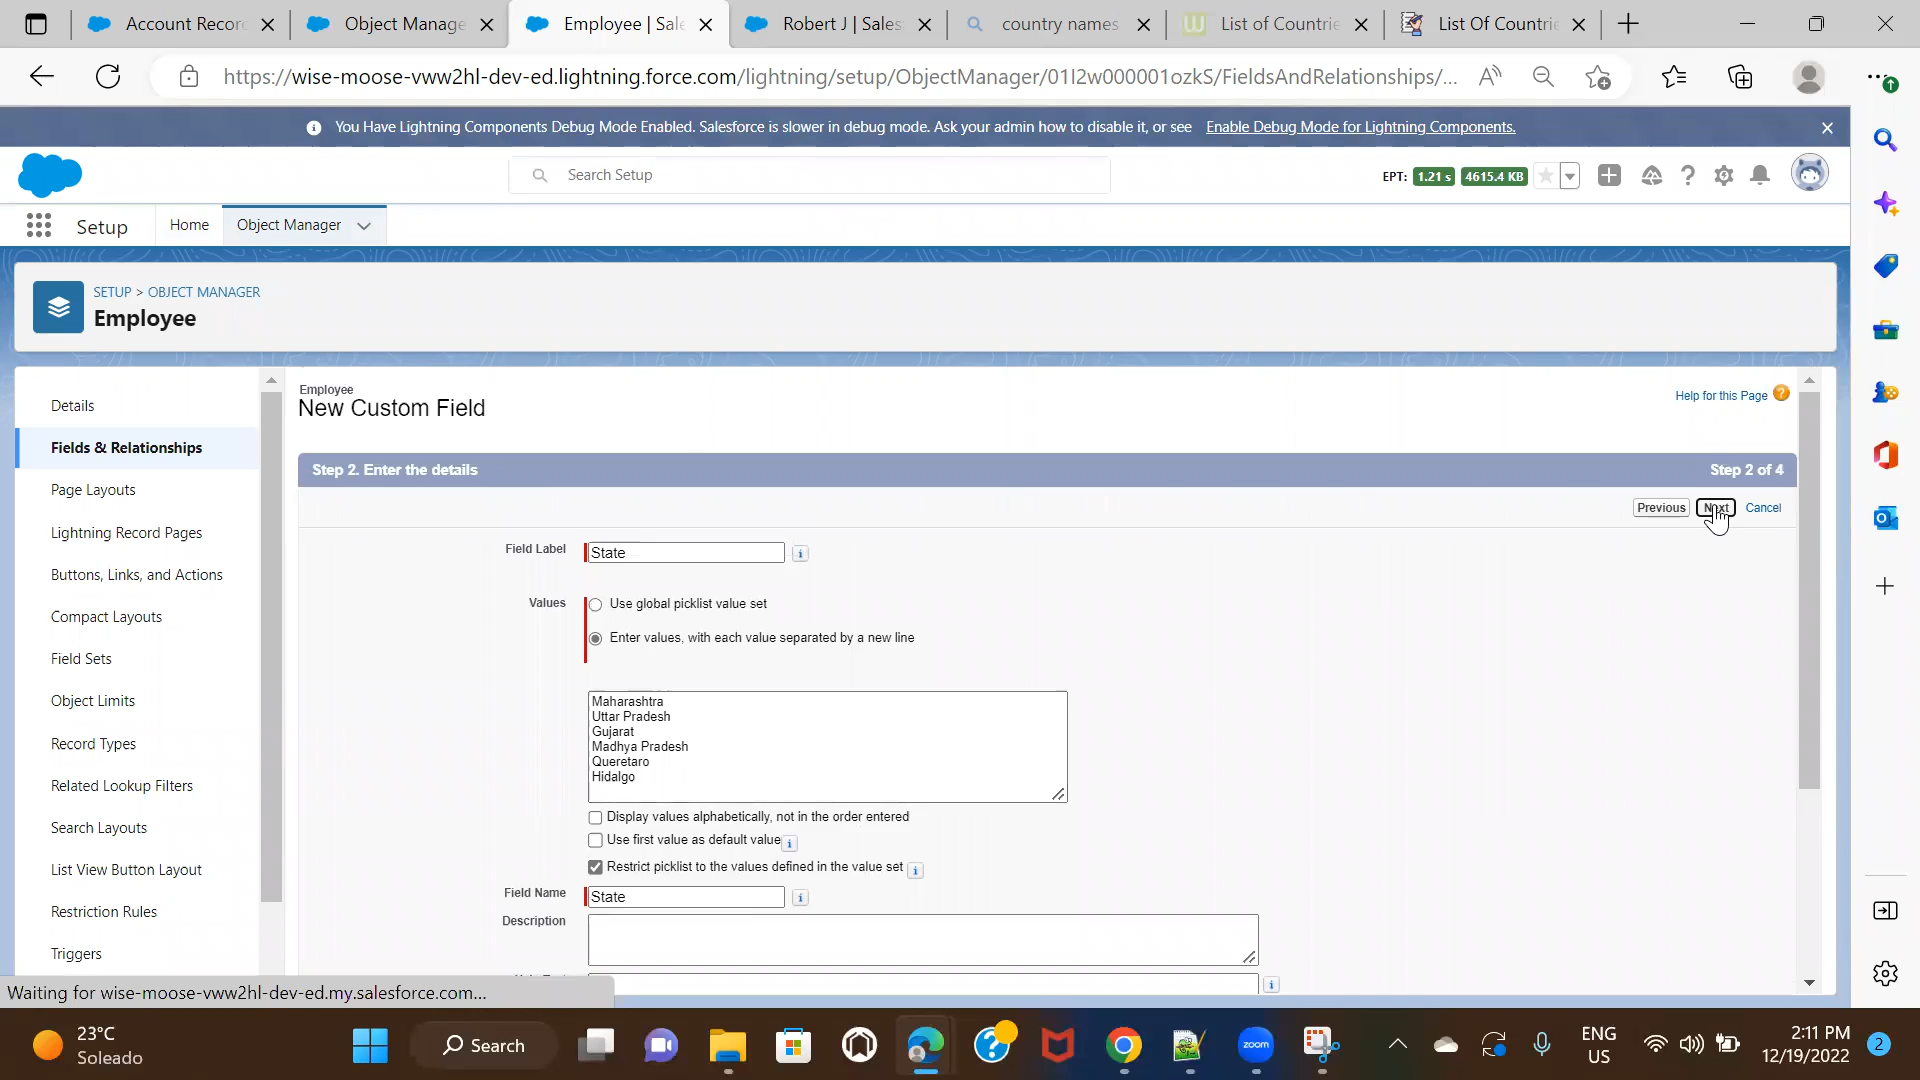 Account Recor
Object Manage
Employee | Sale
Robert J | Sales
country names
List of Countrie
List Of Countrie
https://wise-moose-vww2hl-dev-ed.lightning.force.com/lightning/setup/ObjectManager/01I2w000001ozkS/FieldsAndRelationships/...
You Have Lightning Components Debug Mode Enabled. Salesforce is slower in debug mode. Ask your admin how to disable it, or see Enable Debug Mode for Lightning Components.
Search Setup
EPT: 1.21 s 4615.4 KB
Setup
Home
Object Manager
SETUP > OBJECT MANAGER
Employee
Details
Fields & Relationships
Page Layouts
Lightning Record Pages
Buttons, Links, and Actions
Compact Layouts
Field Sets
Object Limits
Record Types
Related Lookup Filters
Search Layouts
List View Button Layout
Restriction Rules
Triggers
Employee
New Custom Field
Help for this Page
Step 2. Enter the details
Step 2 of 4
Previous
Next
Cancel
Field Label
State
Values
Use global picklist value set
Enter values, with each value separated by a new line
Maharashtra
Uttar Pradesh
Gujarat
Madhya Pradesh
Queretaro
Hidalgo
Display values alphabetically, not in the order entered
Use first value as default value
Restrict picklist to the values defined in the value set
Field Name
State
Description
Waiting for wise-moose-vww2hl-dev-ed.my.salesforce.com...
23°C
Soleado
Search
zoom
ENG
US
2:11 PM
12/19/2022
2